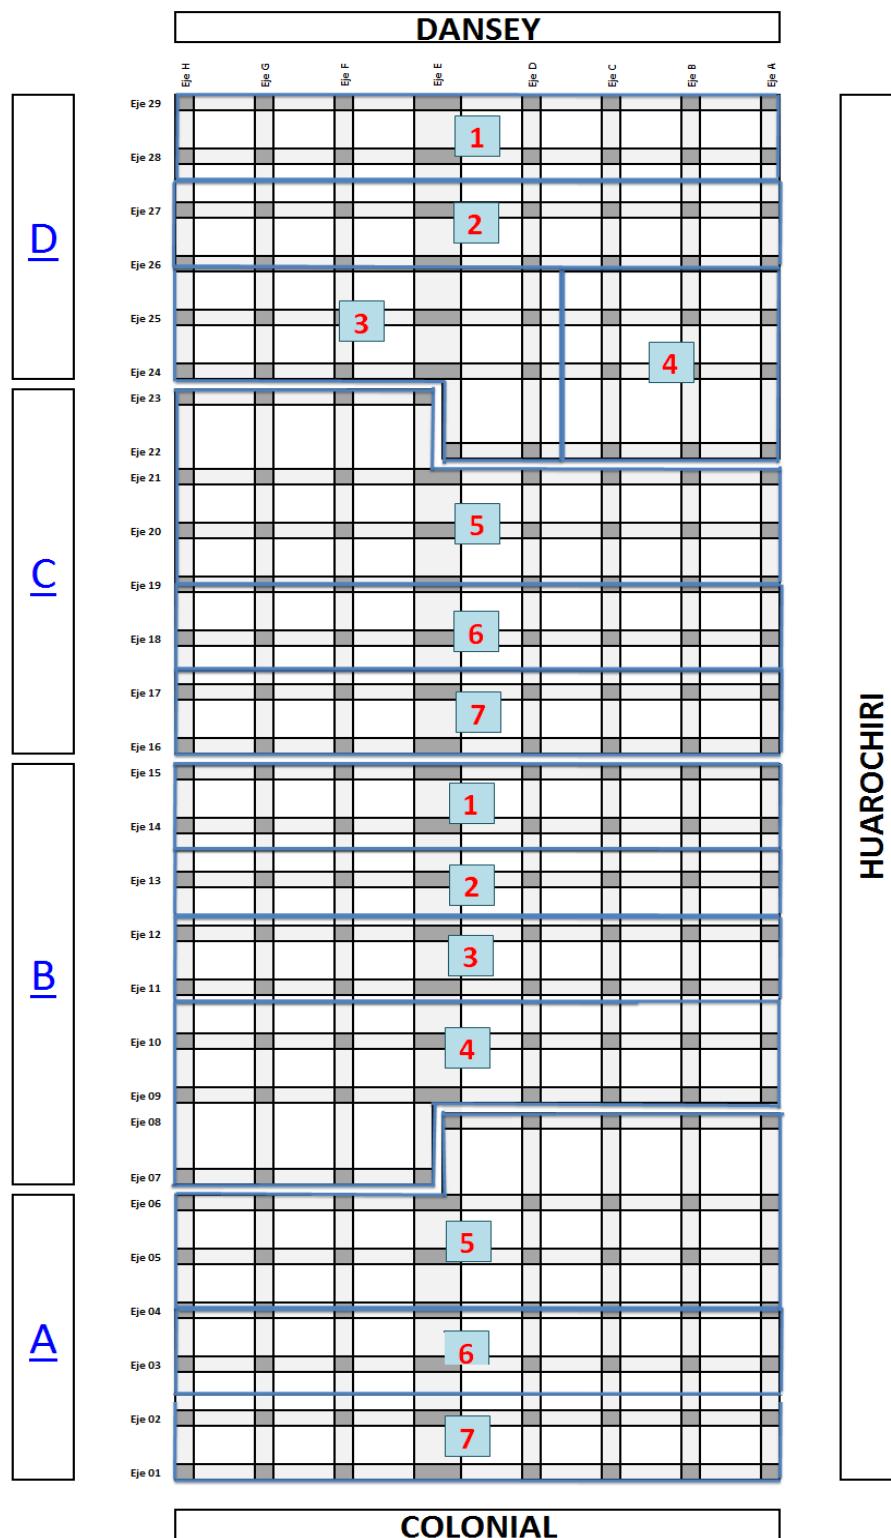 DANSEY
Eje H
Eje G
Eje F
Eje E
Eje D
Eje C
Eje B
Eje A
Eje 29
1
Eje 28
Eje 27
2
D
Eje 26
Eje 25
3
4
Eje 24
Eje 23
Eje 22
Eje 21
5
Eje 20
C
Eje 19
6
Eje 18
Eje 17
7
Eje 16
HUAROCHIRI
Eje 15
1
Eje 14
Eje 13
2
Eje 12
3
B
Eje 11
Eje 10
4
Eje 09
Eje 08
Eje 07
Eje 06
5
Eje 05
Eje 04
A
6
Eje 03
Eje 02
7
Eje 01
COLONIAL